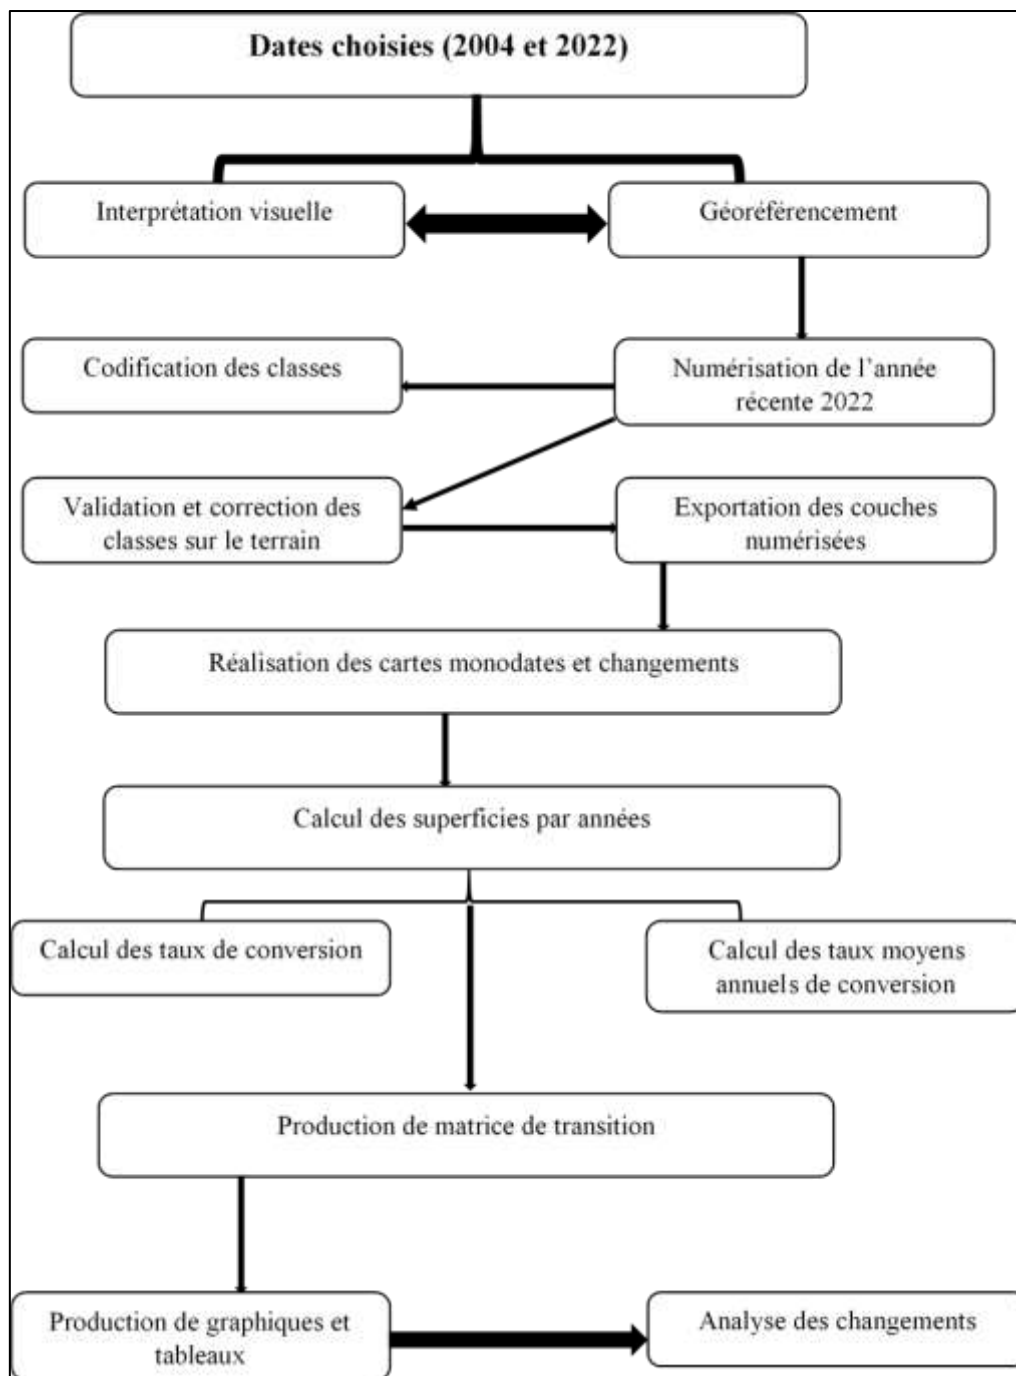 Dates choisies (2004 et 2022)
Interprétation visuelle
Géoréférencement
Codification des classes
Numérisation de l’année
récente 2022
Validation et correction des
classes sur le terrain
Exportation des couches
numérisées
Réalisation des cartes monodates et changements
Calcul des superficies par années
Calcul des taux de conversion
Calcul des taux moyens
annuels de conversion
Production de matrice de transition
Production de graphiques et
tableaux
Analyse des changements